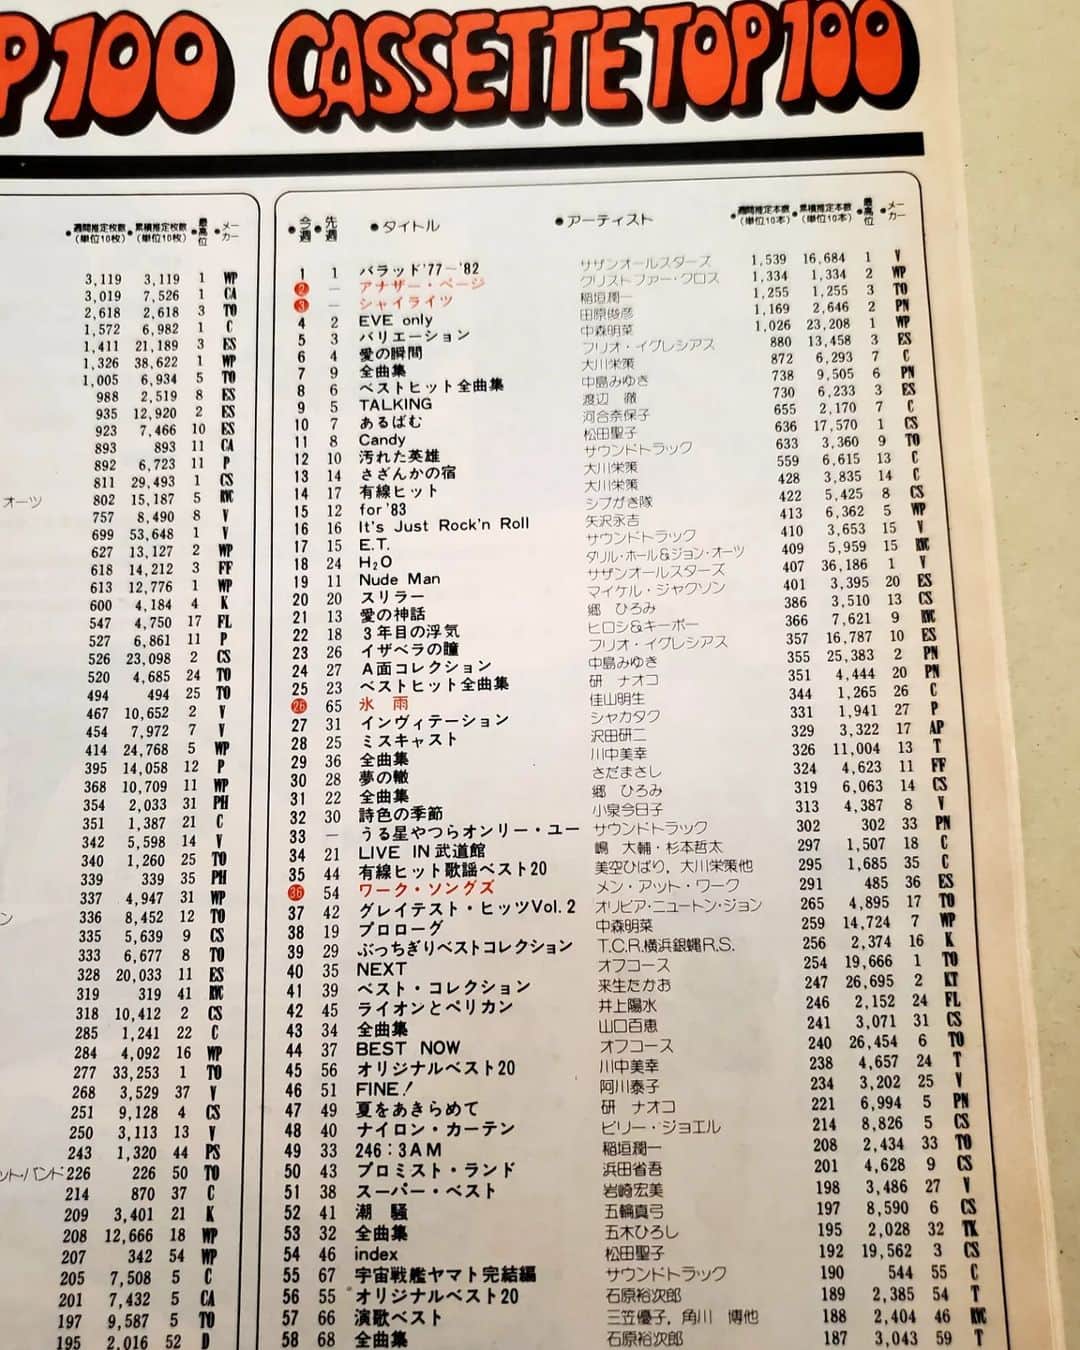 P100 CASSETTE TOP100
●週間推定枚数(単位10枚) ●累積推定枚数(単位10枚) ●最高位 ●メーカー
3,119 3,119 1 WP
3,019 7,526 1 CA
2,618 2,618 3 TO
1,572 6,982 1 C
1,411 21,189 3 ES
1,326 38,622 1 WP
1,005 6,934 5 TO
988 2,519 8 ES
935 12,920 2 ES
923 7,466 10 ES
893 893 11 CA
892 6,723 11 P
811 29,493 1 CS
オーツ 802 15,187 5 RVC
757 8,490 8 V
699 53,648 1 V
627 13,127 2 WP
618 14,212 3 FF
613 12,776 1 WP
600 4,184 4 K
547 4,750 17 FL
527 6,861 11 P
526 23,098 2 CS
520 4,685 24 TO
494 494 25 TO
467 10,652 2 V
454 7,972 7 V
414 24,768 5 WP
395 14,058 12 P
368 10,709 11 WP
354 2,033 31 PH
351 1,387 21 C
342 5,598 14 V
340 1,260 25 TO
339 339 35 PH
337 4,947 31 WP
ン 336 8,452 12 TO
335 5,639 9 CS
333 6,677 8 TO
328 20,033 11 ES
319 319 41 RVC
318 10,412 2 CS
285 1,241 22 C
284 4,092 16 WP
277 33,253 1 TO
268 3,529 37 V
251 9,128 4 CS
250 3,113 13 V
243 1,320 44 PS
ット・バンド 226 226 50 TO
214 870 37 C
209 3,401 21 K
208 12,666 18 WP
207 342 54 WP
205 7,508 5 C
201 7,432 5 CA
197 9,587 5 TO
195 2,016 52 D
●今週 ●先週 ●タイトル ●アーティスト ●週間推定本数(単位10本) ●累積推定本数(単位10本) ●最高位 ●メーカー
1 1 バラッド'77〜'82 サザンオールスターズ 1,539 16,684 1 V
2 — アナザー・ページ クリストファー・クロス 1,334 1,334 2 WP
3 — シャイライツ 稲垣潤一 1,255 1,255 3 TO
4 2 EVE only 田原俊彦 1,169 2,646 2 PN
5 3 バリエーション 中森明菜 1,026 23,208 1 WP
6 4 愛の瞬間 フリオ・イグレシアス 880 13,458 3 ES
7 9 全曲集 大川栄策 872 6,293 7 C
8 6 ベストヒット全曲集 中島みゆき 738 9,505 6 PN
9 5 TALKING 渡辺 徹 730 6,233 3 ES
10 7 あるばむ 河合奈保子 655 2,170 7 C
11 8 Candy 松田聖子 636 17,570 1 CS
12 10 汚れた英雄 サウンドトラック 633 3,360 9 TO
13 14 さざんかの宿 大川栄策 559 6,615 13 C
14 17 有線ヒット 大川栄策 428 3,835 14 C
15 12 for '83 シブがき隊 422 5,425 8 CS
16 16 It's Just Rock'n Roll 矢沢永吉 413 6,362 5 WP
17 15 E.T. サウンドトラック 410 3,653 15 V
18 24 H₂O ダリル・ホール&ジョン・オーツ 409 5,959 15 RVC
19 11 Nude Man サザンオールスターズ 407 36,186 1 V
20 20 スリラー マイケル・ジャクソン 401 3,395 20 ES
21 13 愛の神話 郷 ひろみ 386 3,510 13 CS
22 18 3年目の浮気 ヒロシ&キーボー 366 7,621 9 RVC
23 26 イザベラの瞳 フリオ・イグレシアス 357 16,787 10 ES
24 27 A面コレクション 中島みゆき 355 25,383 2 PN
25 23 ベストヒット全曲集 研 ナオコ 351 4,444 20 PN
26 65 氷 雨 佳山明生 344 1,265 26 C
27 31 インヴィテーション シャカタク 331 1,941 27 P
28 25 ミスキャスト 沢田研二 329 3,322 17 AP
29 36 全曲集 川中美幸 326 11,004 13 T
30 28 夢の轍 さだまさし 324 4,623 11 FF
31 22 全曲集 郷 ひろみ 319 6,063 14 CS
32 30 詩色の季節 小泉今日子 313 4,387 8 V
33 — うる星やつらオンリー・ユー サウンドトラック 302 302 33 PN
34 21 LIVE IN 武道館 嶋 大輔・杉本哲太 297 1,507 18 C
35 44 有線ヒット歌謡ベスト20 美空ひばり，大川栄策他 295 1,685 35 C
36 54 ワーク・ソングズ メン・アット・ワーク 291 485 36 ES
37 42 グレイテスト・ヒッツVol.2 オリビア・ニュートン・ジョン 265 4,895 17 TO
38 19 プロローグ 中森明菜 259 14,724 7 WP
39 29 ぶっちぎりベストコレクション T.C.R.横浜銀蝿R.S. 256 2,374 16 K
40 35 NEXT オフコース 254 19,666 1 TO
41 39 ベスト・コレクション 来生たかお 247 26,695 2 KT
42 45 ライオンとペリカン 井上陽水 246 2,152 24 FL
43 34 全曲集 山口百恵 241 3,071 31 CS
44 37 BEST NOW オフコース 240 26,454 6 TO
45 56 オリジナルベスト20 川中美幸 238 4,657 24 T
46 51 FINE! 阿川泰子 234 3,202 25 V
47 49 夏をあきらめて 研 ナオコ 221 6,994 5 PN
48 40 ナイロン・カーテン ビリー・ジョエル 214 8,826 5 CS
49 33 246:3AM 稲垣潤一 208 2,434 33 TO
50 43 プロミスト・ランド 浜田省吾 201 4,628 9 CS
51 38 スーパー・ベスト 岩崎宏美 198 3,486 27 V
52 41 潮 騒 五輪真弓 197 8,590 6 CS
53 32 全曲集 五木ひろし 195 2,028 32 TK
54 46 index 松田聖子 192 19,562 3 CS
55 67 宇宙戦艦ヤマト完結編 サウンドトラック 190 544 55 C
56 55 オリジナルベスト20 石原裕次郎 189 2,385 54 T
57 66 演歌ベスト 三笠優子，角川 博他 188 2,404 46 RVC
58 68 全曲集 石原裕次郎 187 3,043 59 T